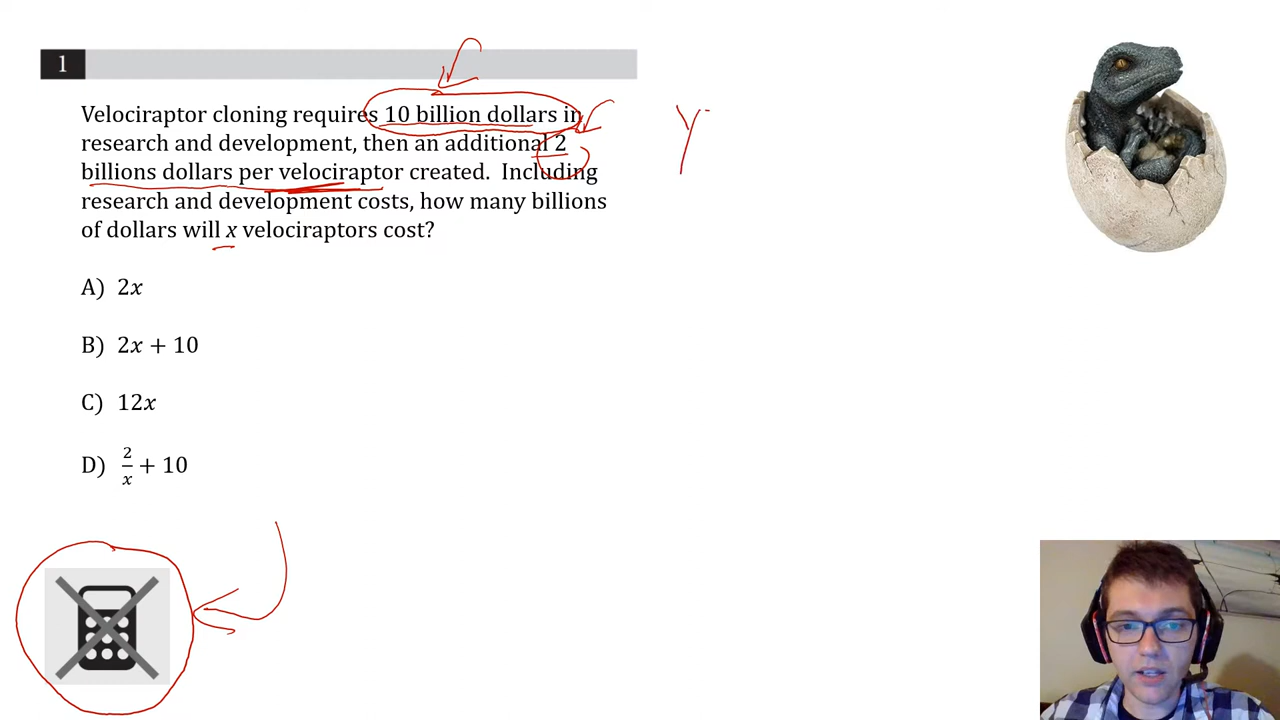 1
Velociraptor cloning requires 10 billion dollars in
research and development, then an additional 2
billions dollars per velociraptor created.  Including
research and development costs, how many billions
of dollars will x velociraptors cost?
A)  2x
B)  2x + 10
C)  12x
D)  2/x + 10
y